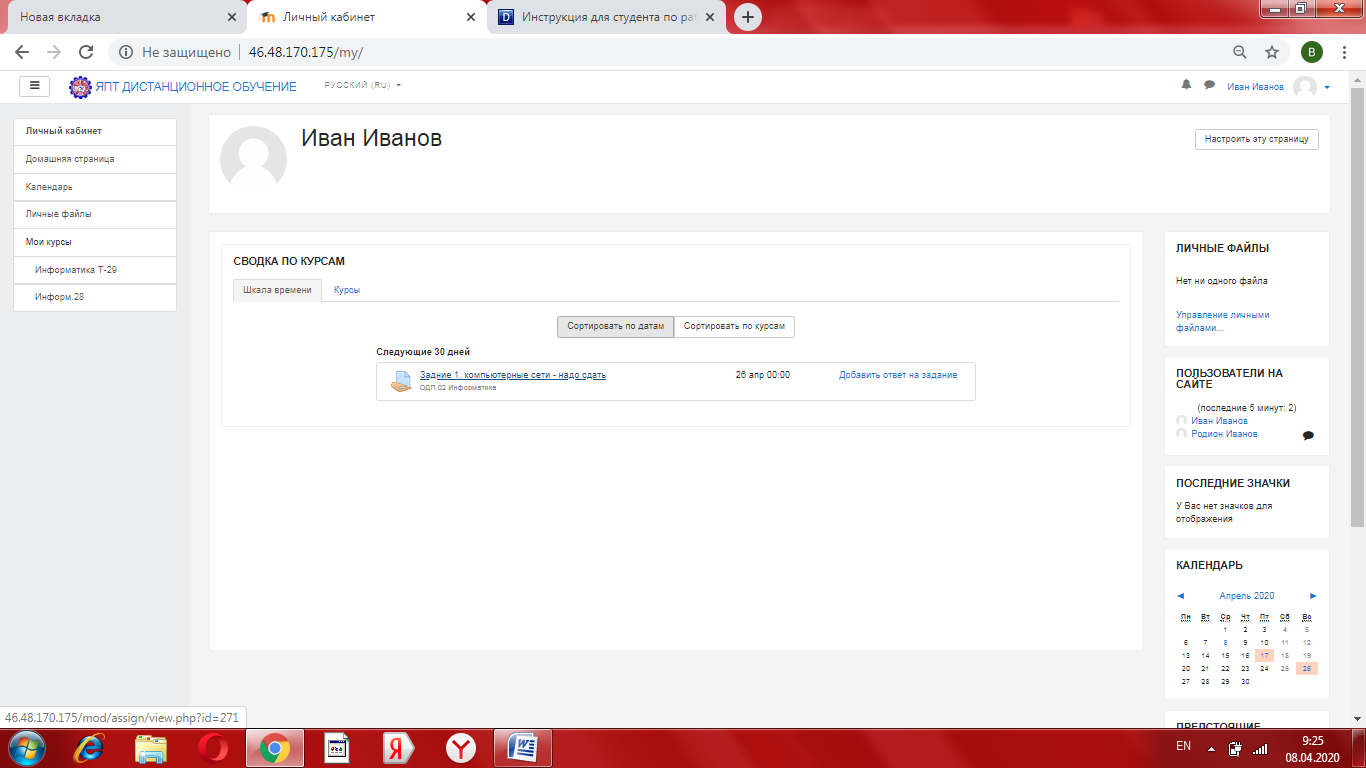 Новая вкладка
Личный кабинет
Инструкция для студента по ра
Не защищено
46.48.170.175/my/
B
ЯПТ ДИСТАНЦИОННОЕ ОБУЧЕНИЕ
РУССКИЙ (RU)
Иван Иванов
Личный кабинет
Домашняя страница
Календарь
Личные файлы
Мои курсы
Информатика Т-29
Информ.28
Иван Иванов
Настроить эту страницу
СВОДКА ПО КУРСАМ
Шкала времени
Курсы
Сортировать по датам
Сортировать по курсам
Следующие 30 дней
Задние 1. компьютерные сети - надо сдать
26 апр 00:00
Добавить ответ на задание
ОДП.02 Информатика
ЛИЧНЫЕ ФАЙЛЫ
Нет ни одного файла
Управление личными
файлами...
ПОЛЬЗОВАТЕЛИ НА
САЙТЕ
(последние 5 минут: 2)
Иван Иванов
Родион Иванов
ПОСЛЕДНИЕ ЗНАЧКИ
У Вас нет значков для
отображения
КАЛЕНДАРЬ
◄ Апрель 2020 ►
Пн Вт Ср Чт Пт Сб Во
1 2 3 4 5
6 7 8 9 10 11 12
13 14 15 16 17 18 19
20 21 22 23 24 25 26
27 28 29 30
ПРЕДСТОЯЩИЕ
46.48.170.175/mod/assign/view.php?id=271
EN
9:25
08.04.2020